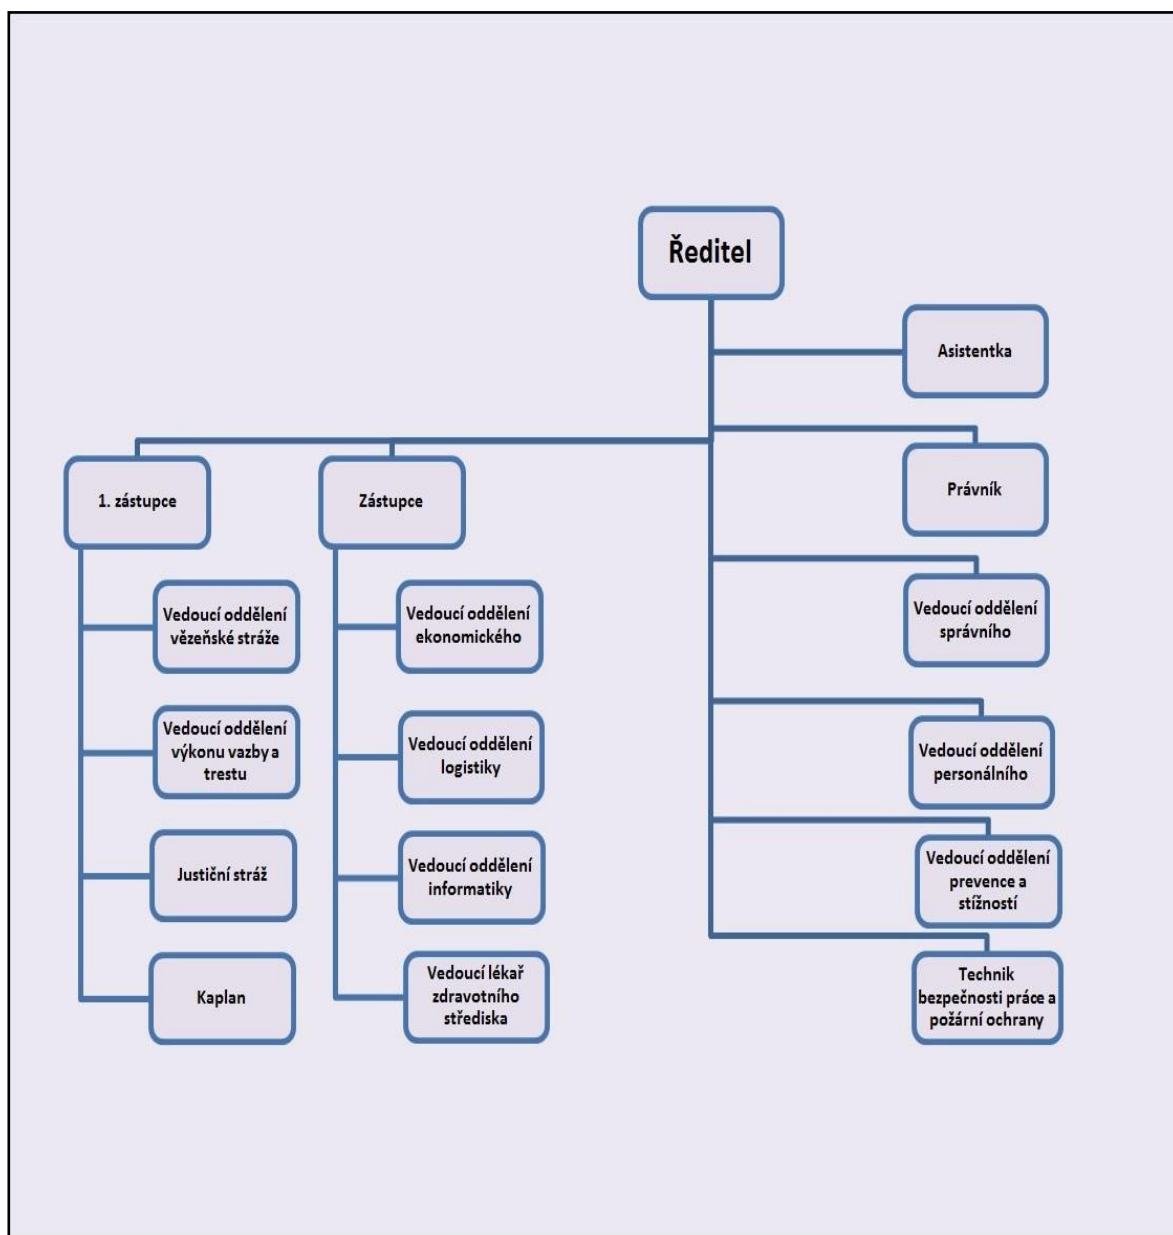 Ředitel
Asistentka
Právník
Vedoucí oddělení
správního
Vedoucí oddělení
personálního
Vedoucí oddělení
prevence a
stížností
Technik
bezpečnosti práce a
požární ochrany
1. zástupce
Vedoucí oddělení
vězeňské stráže
Vedoucí oddělení
výkonu vazby a
trestu
Justiční stráž
Kaplan
Zástupce
Vedoucí oddělení
ekonomického
Vedoucí oddělení
logistiky
Vedoucí oddělení
informatiky
Vedoucí lékař
zdravotního
střediska